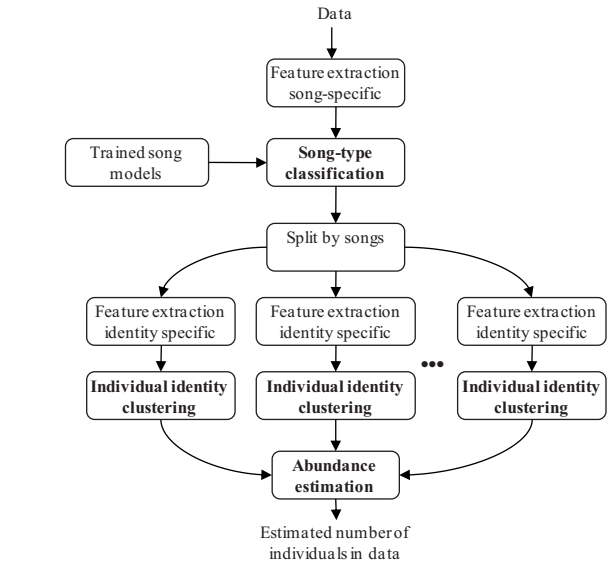 Data
Feature extraction
song-specific
Trained song
models
Song-type
classification
Split by songs
Feature extraction
identity specific
Feature extraction
identity specific
Feature extraction
identity specific
•••
Individual identity
clustering
Individual identity
clustering
Individual identity
clustering
Abundance
estimation
Estimated number of
individuals in data